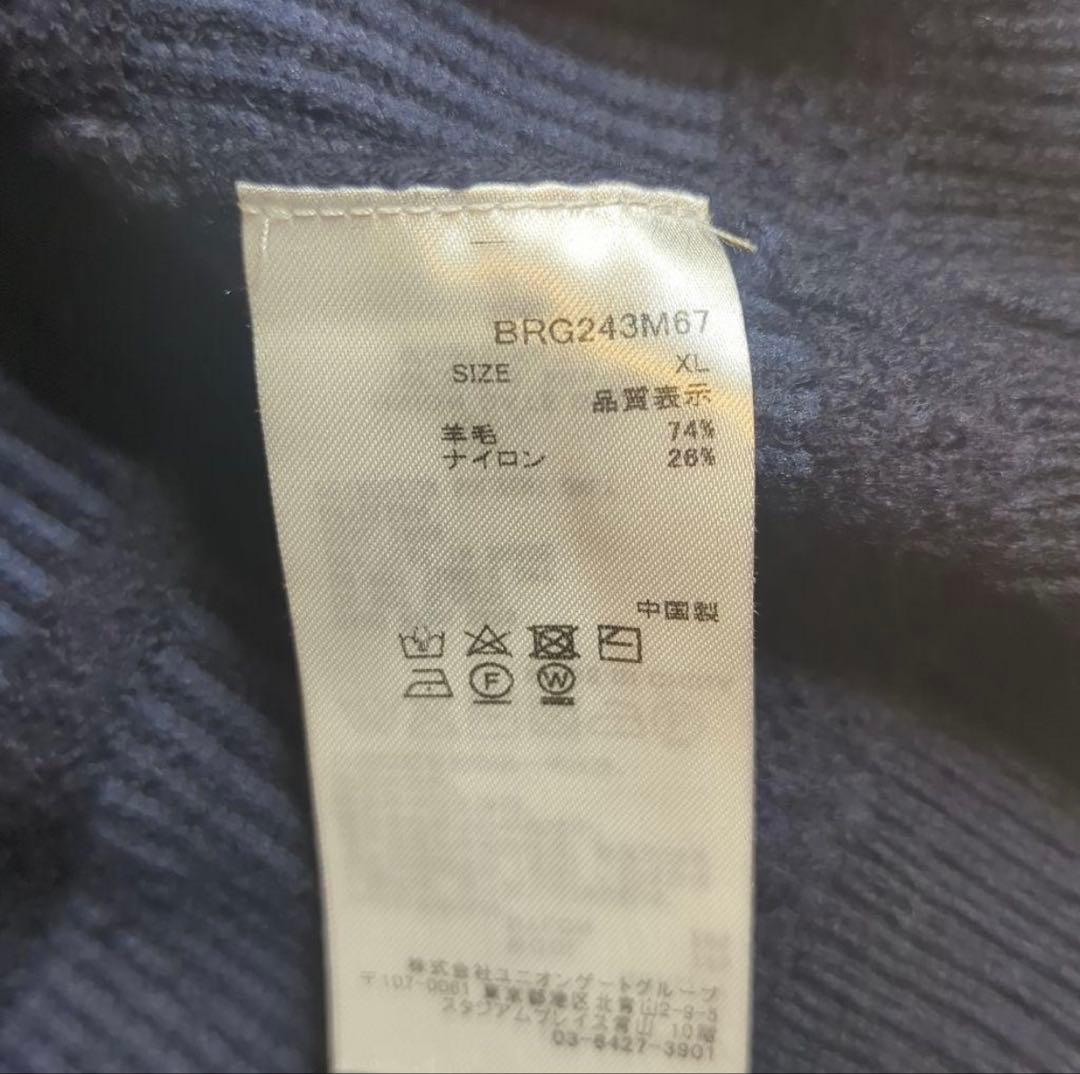 BRG243M67
SIZE XL
品質表示
羊毛 74%
ナイロン 26%
中国製
F W
株式会社ユニオンゲートグループ
〒107-0061 東京都港区北青山2-9-5
スタジアムプレイス青山 10階
03-6427-3901